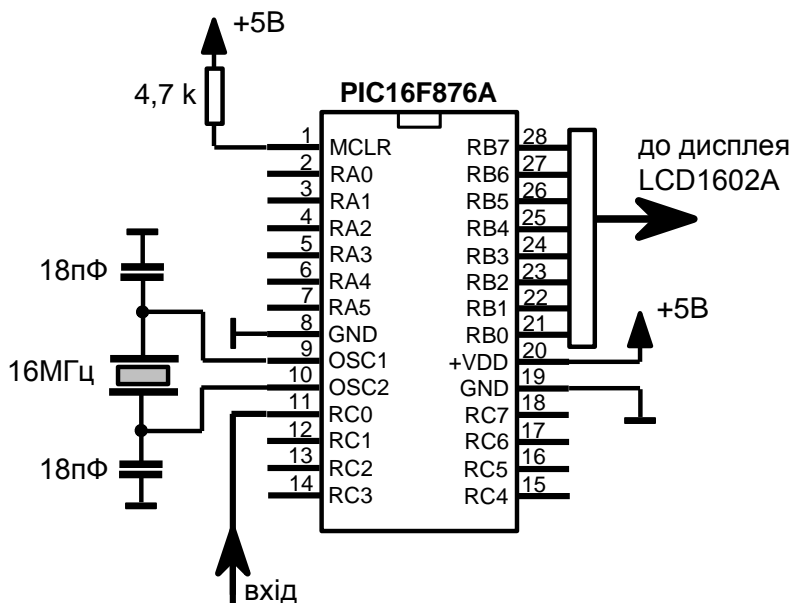 +5В
4,7 k
PIC16F876A
1 MCLR RB7 28
2 RA0 RB6 27
3 RA1 RB5 26
4 RA2 RB4 25
5 RA3 RB3 24
6 RA4 RB2 23
7 RA5 RB1 22
8 GND RB0 21
9 OSC1 +VDD 20
10 OSC2 GND 19
11 RC0 RC7 18
12 RC1 RC6 17
13 RC2 RC5 16
14 RC3 RC4 15
до дисплея
LCD1602A
+5В
18пФ
16МГц
18пФ
вхід